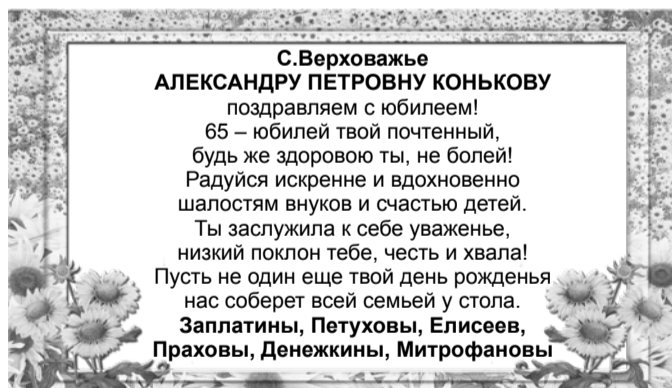 С.Верховажье
АЛЕКСАНДРУ ПЕТРОВНУ КОНЬКОВУ
поздравляем с юбилеем!
65 – юбилей твой почтенный,
будь же здоровою ты, не болей!
Радуйся искренне и вдохновенно
шалостям внуков и счастью детей.
Ты заслужила к себе уваженье,
низкий поклон тебе, честь и хвала!
Пусть не один еще твой день рожденья
нас соберет всей семьей у стола.
Заплатины, Петуховы, Елисеев,
Праховы, Денежкины, Митрофановы